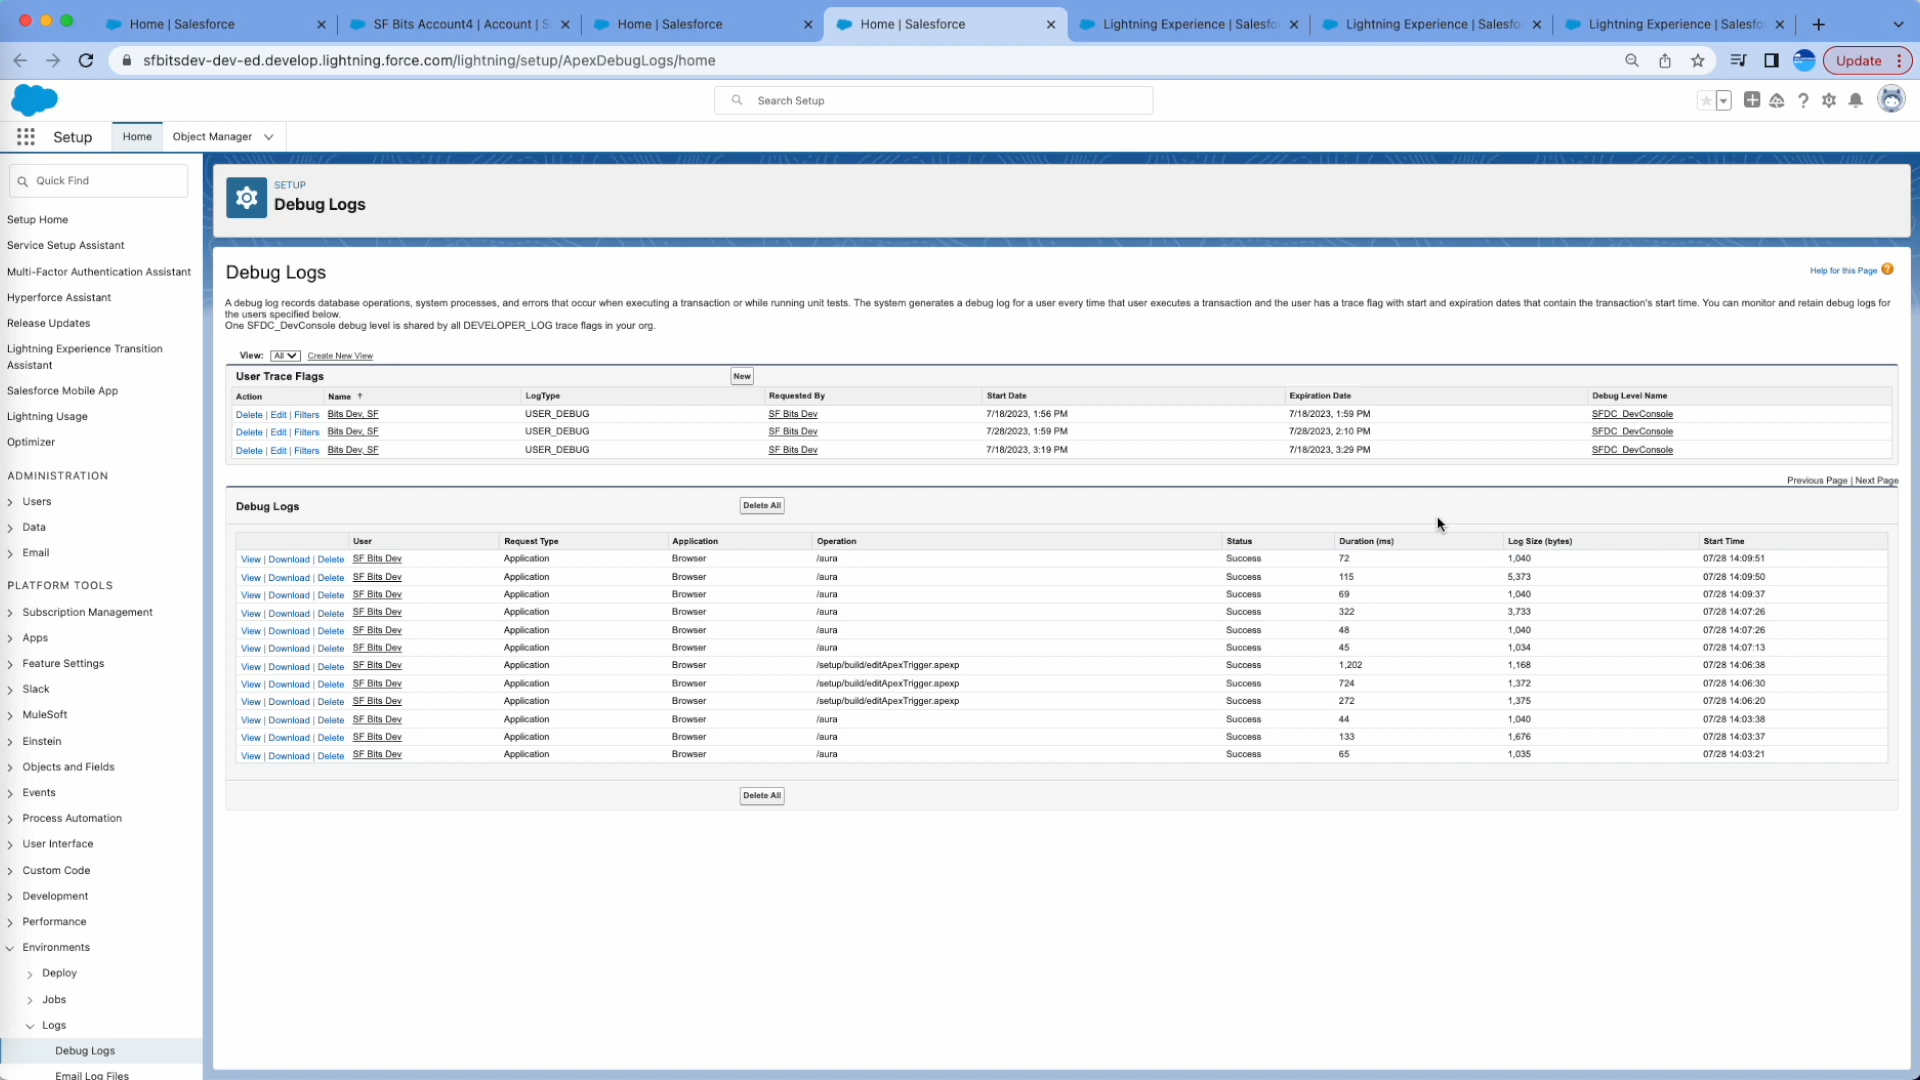 Home | Salesforce
SF Bits Account4 | Account | S
Home | Salesforce
Home | Salesforce
Lightning Experience | Salesfo
Lightning Experience | Salesfo
Lightning Experience | Salesfo
sfbitsdev-dev-ed.develop.lightning.force.com/lightning/setup/ApexDebugLogs/home
Update
Search Setup
Setup
Home
Object Manager
Quick Find
Setup Home
Service Setup Assistant
Multi-Factor Authentication Assistant
Hyperforce Assistant
Release Updates
Lightning Experience Transition
Assistant
Salesforce Mobile App
Lightning Usage
Optimizer
ADMINISTRATION
Users
Data
Email
PLATFORM TOOLS
Subscription Management
Apps
Feature Settings
Slack
MuleSoft
Einstein
Objects and Fields
Events
Process Automation
User Interface
Custom Code
Development
Performance
Environments
Deploy
Jobs
Logs
Debug Logs
Email Log Files
SETUP
Debug Logs
Debug Logs
Help for this Page ?
A debug log records database operations, system processes, and errors that occur when executing a transaction or while running unit tests. The system generates a debug log for a user every time that user executes a transaction and the user has a trace flag with start and expiration dates that contain the transaction's start time. You can monitor and retain debug logs for
the users specified below.
One SFDC_DevConsole debug level is shared by all DEVELOPER_LOG trace flags in your org.
View: All Create New View
User Trace Flags New
Action Name ↑ LogType Requested By Start Date Expiration Date Debug Level Name
Delete | Edit | Filters Bits Dev, SF USER_DEBUG SF Bits Dev 7/18/2023, 1:56 PM 7/18/2023, 1:59 PM SFDC_DevConsole
Delete | Edit | Filters Bits Dev, SF USER_DEBUG SF Bits Dev 7/28/2023, 1:59 PM 7/28/2023, 2:10 PM SFDC_DevConsole
Delete | Edit | Filters Bits Dev, SF USER_DEBUG SF Bits Dev 7/18/2023, 3:19 PM 7/18/2023, 3:29 PM SFDC_DevConsole
Previous Page | Next Page
Debug Logs Delete All
User Request Type Application Operation Status Duration (ms) Log Size (bytes) Start Time
View | Download | Delete SF Bits Dev Application Browser /aura Success 72 1,040 07/28 14:09:51
View | Download | Delete SF Bits Dev Application Browser /aura Success 115 5,373 07/28 14:09:50
View | Download | Delete SF Bits Dev Application Browser /aura Success 69 1,040 07/28 14:09:37
View | Download | Delete SF Bits Dev Application Browser /aura Success 322 3,733 07/28 14:07:26
View | Download | Delete SF Bits Dev Application Browser /aura Success 48 1,040 07/28 14:07:26
View | Download | Delete SF Bits Dev Application Browser /aura Success 45 1,034 07/28 14:07:13
View | Download | Delete SF Bits Dev Application Browser /setup/build/editApexTrigger.apexp Success 1,202 1,168 07/28 14:06:38
View | Download | Delete SF Bits Dev Application Browser /setup/build/editApexTrigger.apexp Success 724 1,372 07/28 14:06:30
View | Download | Delete SF Bits Dev Application Browser /setup/build/editApexTrigger.apexp Success 272 1,375 07/28 14:06:20
View | Download | Delete SF Bits Dev Application Browser /aura Success 44 1,040 07/28 14:03:38
View | Download | Delete SF Bits Dev Application Browser /aura Success 133 1,676 07/28 14:03:37
View | Download | Delete SF Bits Dev Application Browser /aura Success 65 1,035 07/28 14:03:21
Delete All